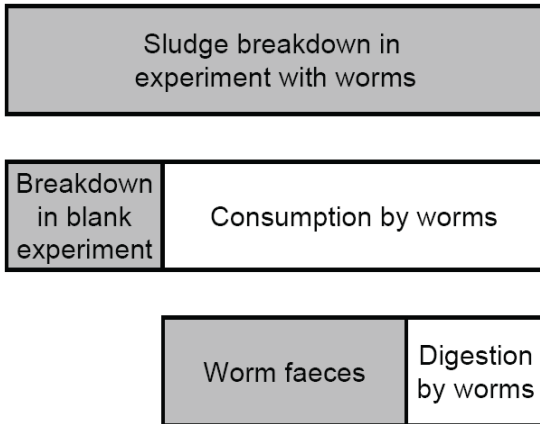 Sludge breakdown in
experiment with worms
Breakdown
in blank
experiment
Consumption by worms
Worm faeces
Digestion
by worms